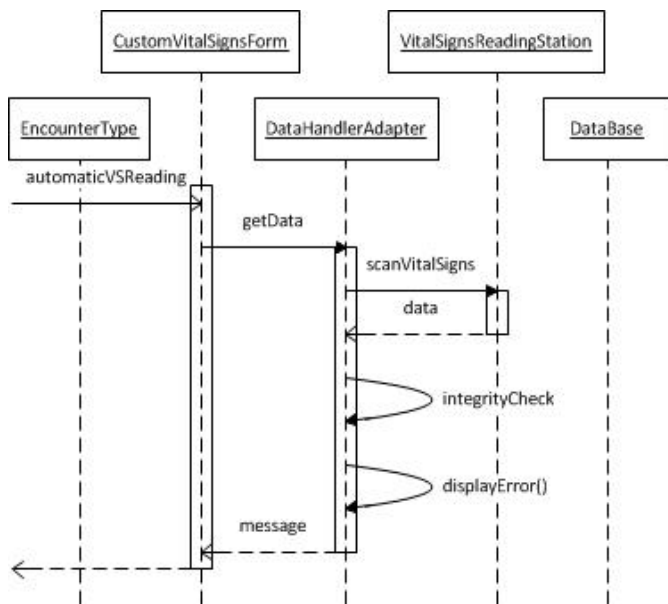 CustomVitalSignsForm
VitalSignsReadingStation
EncounterType
DataHandlerAdapter
DataBase
automaticVSReading
getData
scanVitalSigns
data
integrityCheck
displayError()
message